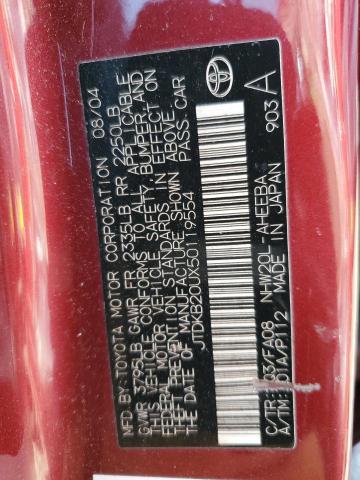 MFD.BY:TOYOTA MOTOR CORPORATION 08/04
GVWR 3795LB GAWR FR 2335LB RR 2250LB
THIS VEHICLE CONFORMS TO ALL APPLICABLE
FEDERAL MOTOR VEHICLE SAFETY, BUMPER AND
THEFT PREVENTION STANDARDS IN EFFECT ON
THE DATE OF MANUFACTURE SHOWN ABOVE.
JTDKB20UX50119554 PASS.CAR
C/TR: 3R3/FA08 NHW20L-AHEEBA
A/TM: -01A/P112 MADE IN JAPAN 903
A